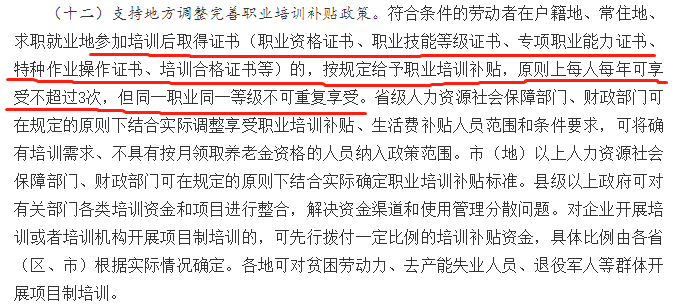 （十二）支持地方调整完善职业培训补贴政策。符合条件的劳动者在户籍地、常住地、
求职就业地参加培训后取得证书（职业资格证书、职业技能等级证书、专项职业能力证书、
特种作业操作证书、培训合格证书等）的，按规定给予职业培训补贴，原则上每人每年可享
受不超过3次，但同一职业同一等级不可重复享受。省级人力资源社会保障部门、财政部门可
在规定的原则下结合实际调整享受职业培训补贴、生活费补贴人员范围和条件要求，可将确
有培训需求、不具有按月领取养老金资格的人员纳入政策范围。市（地）以上人力资源社会
保障部门、财政部门可在规定的原则下结合实际确定职业培训补贴标准。县级以上政府可对
有关部门各类培训资金和项目进行整合，解决资金渠道和使用管理分散问题。对企业开展培
训或者培训机构开展项目制培训的，可先行拨付一定比例的培训补贴资金，具体比例由各省
（区、市）根据实际情况确定。各地可对贫困劳动力、去产能失业人员、退役军人等群体开
展项目制培训。